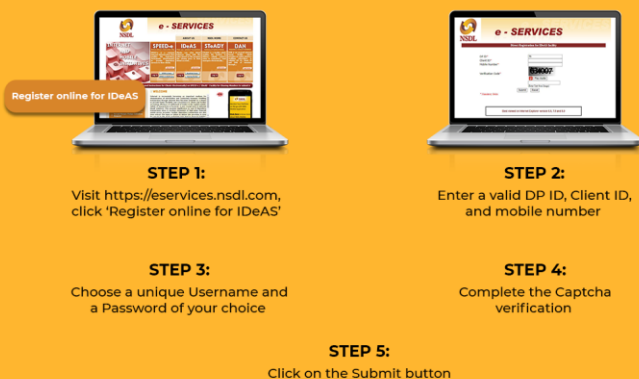 NSDL
e - SERVICES
SPEED-e IDeAS STeADY DAN
Register online for IDeAS
NSDL
e - SERVICES
STEP 1:
Visit https://eservices.nsdl.com,
click ‘Register online for IDeAS’
STEP 2:
Enter a valid DP ID, Client ID,
and mobile number
STEP 3:
Choose a unique Username and
a Password of your choice
STEP 4:
Complete the Captcha
verification
STEP 5:
Click on the Submit button